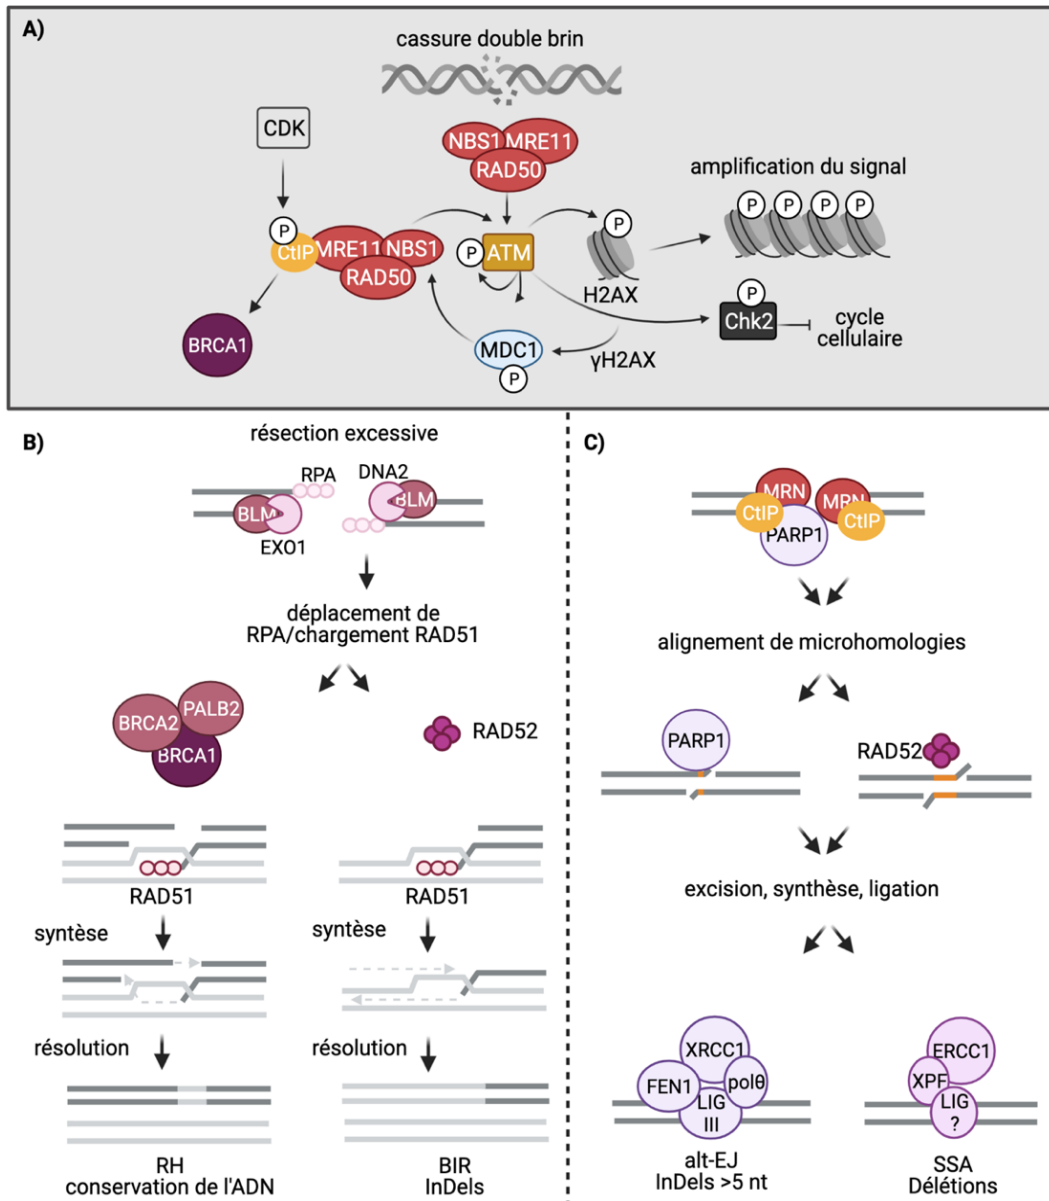 A)
cassure double brin
CDK
NBS1 MRE11
RAD50
amplification du signal
P P P P
P
P
CtIP MRE11 NBS1
RAD50
P ATM
H2AX
P
Chk2
cycle
cellulaire
BRCA1
MDC1
P
γH2AX
B)
résection excessive
RPA
DNA2
BLM
BLM
EXO1
déplacement de
RPA/chargement RAD51
BRCA2
PALB2
BRCA1
RAD52
RAD51
RAD51
syntèse
syntèse
résolution
résolution
RH
conservation de l'ADN
BIR
InDels
C)
MRN
MRN
CtIP
CtIP
PARP1
alignement de microhomologies
PARP1
RAD52
excision, synthèse, ligation
XRCC1
FEN1
polθ
LIG
III
ERCC1
XPF
LIG
?
alt-EJ
InDels >5 nt
SSA
Délétions